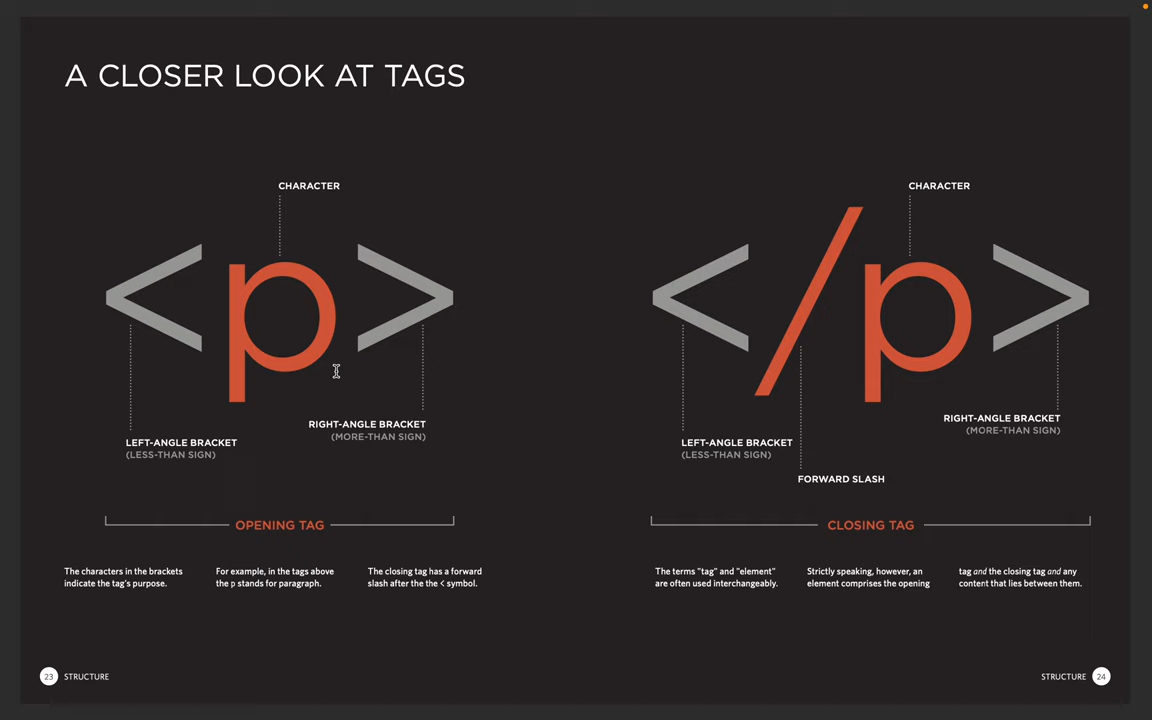 A CLOSER LOOK AT TAGS
CHARACTER
<p>
LEFT-ANGLE BRACKET
(LESS-THAN SIGN)
RIGHT-ANGLE BRACKET
(MORE-THAN SIGN)
OPENING TAG
CHARACTER
</p>
LEFT-ANGLE BRACKET
(LESS-THAN SIGN)
FORWARD SLASH
RIGHT-ANGLE BRACKET
(MORE-THAN SIGN)
CLOSING TAG
The characters in the brackets
indicate the tag's purpose.
For example, in the tags above
the p stands for paragraph.
The closing tag has a forward
slash after the the < symbol.
The terms "tag" and "element"
are often used interchangeably.
Strictly speaking, however, an
element comprises the opening
tag and the closing tag and any
content that lies between them.
23 STRUCTURE
STRUCTURE 24